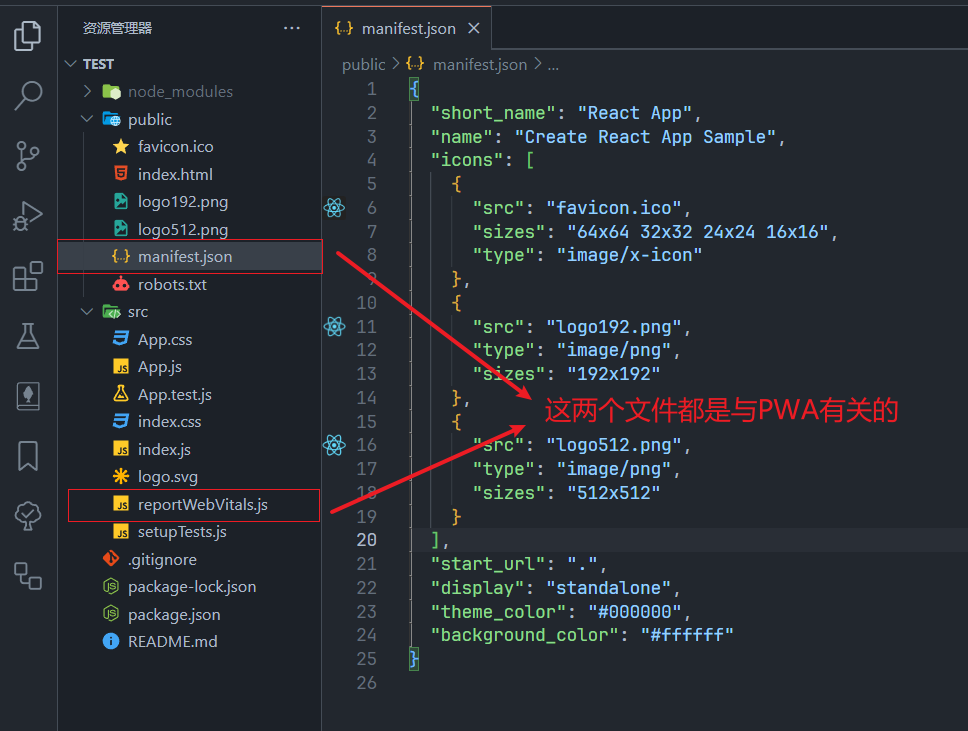 资源管理器
···
TEST
node_modules
public
favicon.ico
index.html
logo192.png
logo512.png
manifest.json
robots.txt
src
App.css
App.js
App.test.js
index.css
index.js
logo.svg
reportWebVitals.js
setupTests.js
.gitignore
package-lock.json
package.json
README.md
{..} manifest.json ×
public > {..} manifest.json > ...
1 {
2 "short_name": "React App",
3 "name": "Create React App Sample",
4 "icons": [
5 {
6 "src": "favicon.ico",
7 "sizes": "64x64 32x32 24x24 16x16",
8 "type": "image/x-icon"
9 },
10 {
11 "src": "logo192.png",
12 "type": "image/png",
13 "sizes": "192x192"
14 },
15 {
16 "src": "logo512.png",
17 "type": "image/png",
18 "sizes": "512x512"
19 }
20 ],
21 "start_url": ".",
22 "display": "standalone",
23 "theme_color": "#000000",
24 "background_color": "#ffffff"
25 }
26
这两个文件都是与PWA有关的